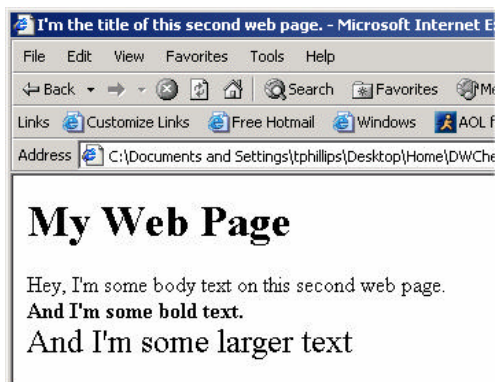 I'm the title of this second web page. - Microsoft Internet
File Edit View Favorites Tools Help
Back Search Favorites
Links Customize Links Free Hotmail Windows AOL
Address C:\Documents and Settings\tphillips\Desktop\Home\DWChe
My Web Page
Hey, I'm some body text on this second web page.
And I'm some bold text.
And I'm some larger text